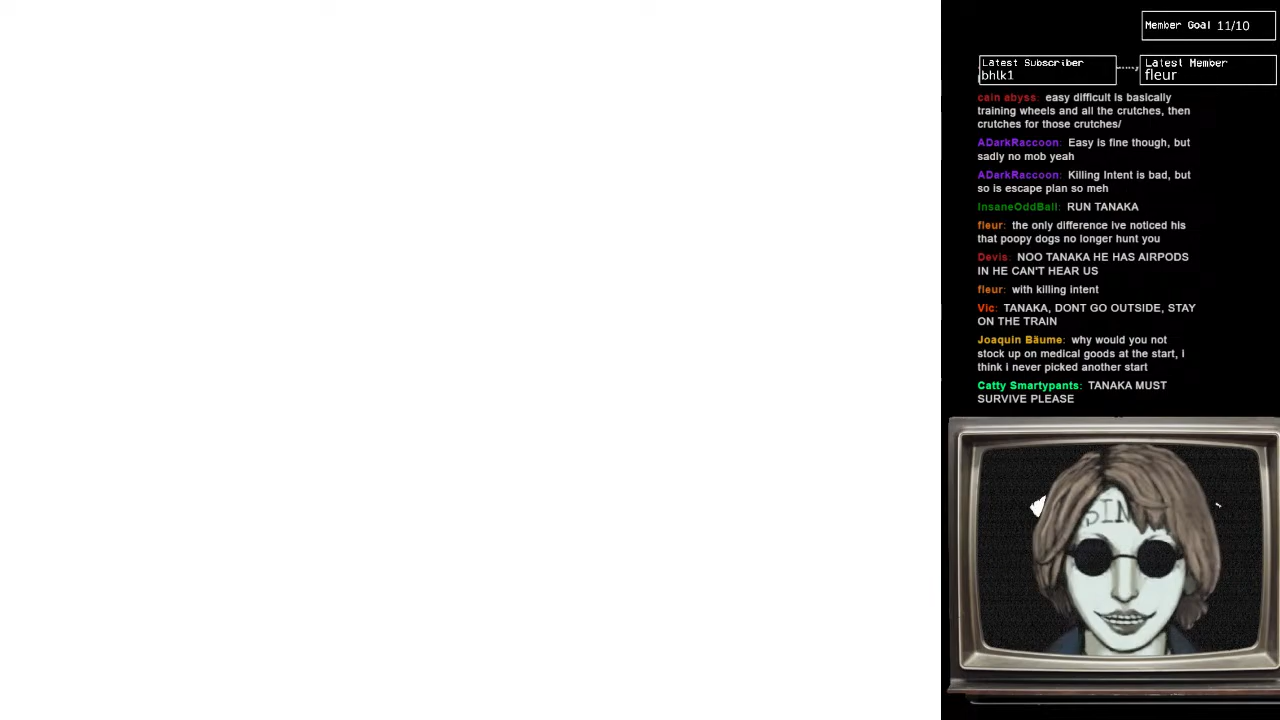 Member Goal 11/10
Latest Subscriber
bhlk1
Latest Member
fleur
cain abyss: easy difficult is basically
training wheels and all the crutches, then
crutches for those crutches/
ADarkRaccoon: Easy is fine though, but
sadly no mob yeah
ADarkRaccoon: Killing Intent is bad, but
so is escape plan so meh
InsaneOddBall: RUN TANAKA
fleur: the only difference Ive noticed his
that poopy dogs no longer hunt you
Devis: NOO TANAKA HE HAS AIRPODS
IN HE CAN'T HEAR US
fleur: with killing intent
Vic: TANAKA, DONT GO OUTSIDE, STAY
ON THE TRAIN
Joaquin Bäume: why would you not
stock up on medical goods at the start, i
think i never picked another start
Catty Smartypants: TANAKA MUST
SURVIVE PLEASE